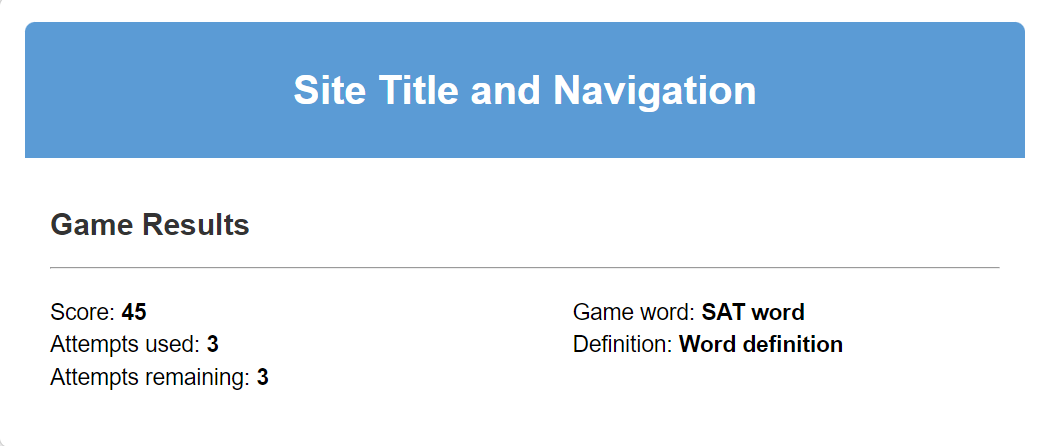 Site Title and Navigation
Game Results
Score: 45
Attempts used: 3
Attempts remaining: 3
Game word: SAT word
Definition: Word definition